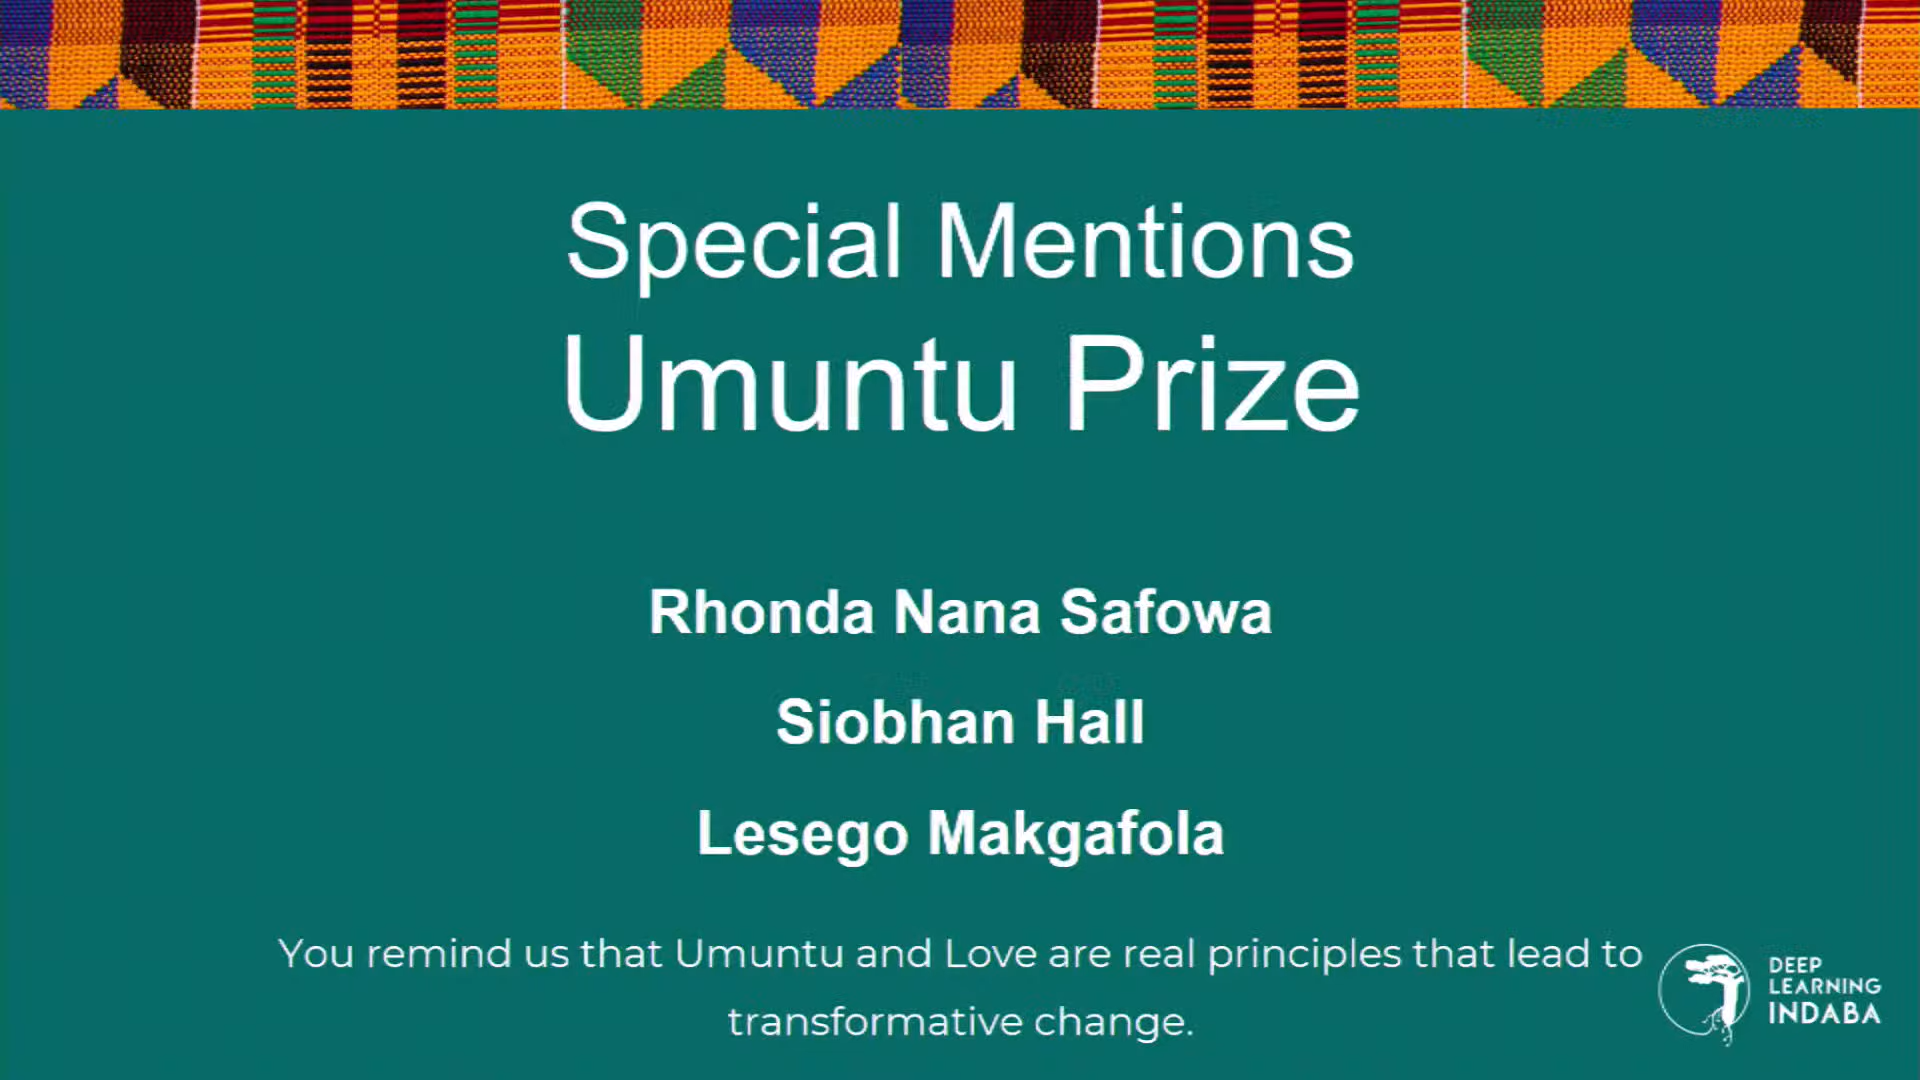 Special Mentions
Umuntu Prize
Rhonda Nana Safowa
Siobhan Hall
Lesego Makgafola
You remind us that Umuntu and Love are real principles that lead to
transformative change.
DEEP
LEARNING
INDABA